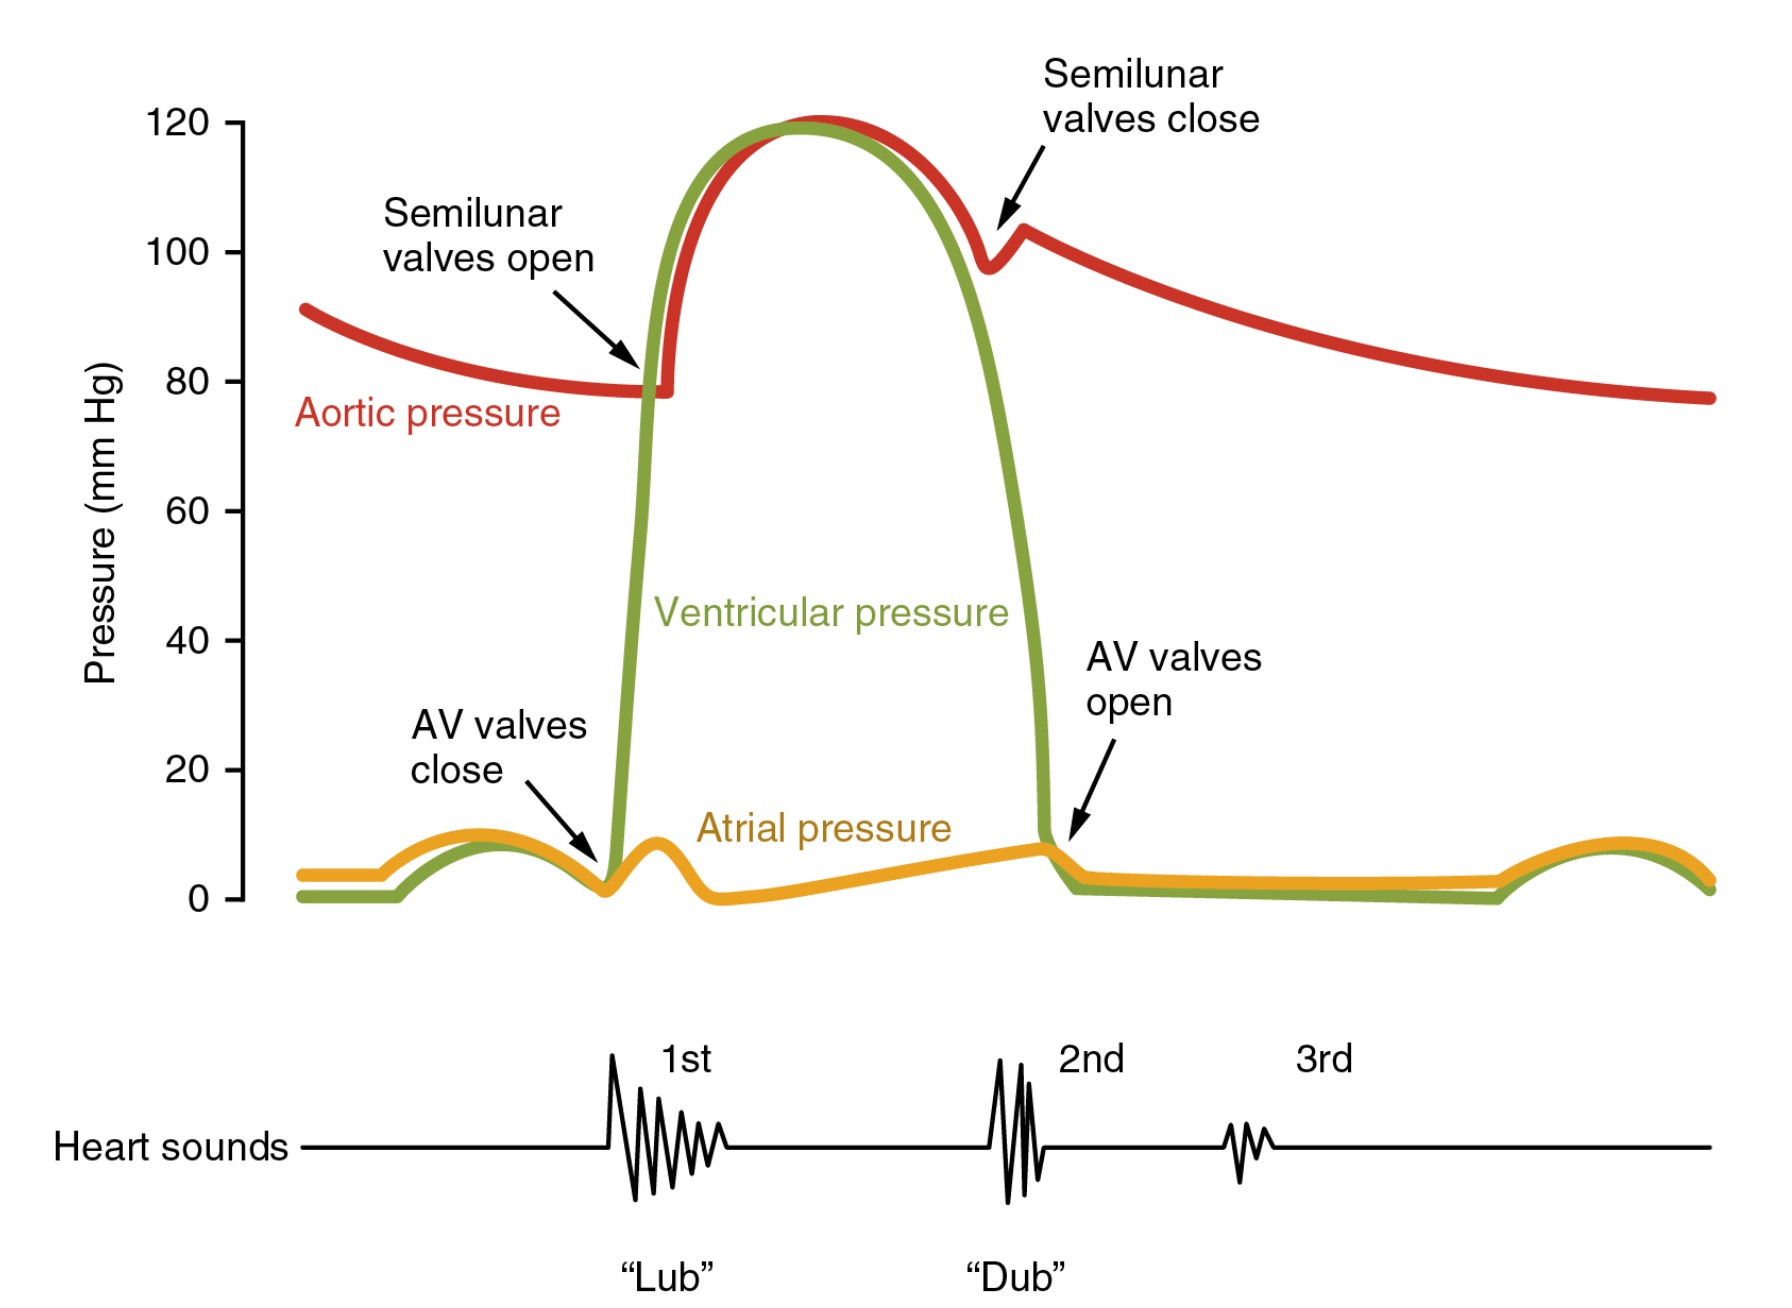 Semilunar
valves close
120
Semilunar
valves open
100
80
Aortic pressure
Pressure (mm Hg)
60
Ventricular pressure
40
AV valves
open
AV valves
close
20
Atrial pressure
0
1st
2nd
3rd
Heart sounds
“Lub”
“Dub”